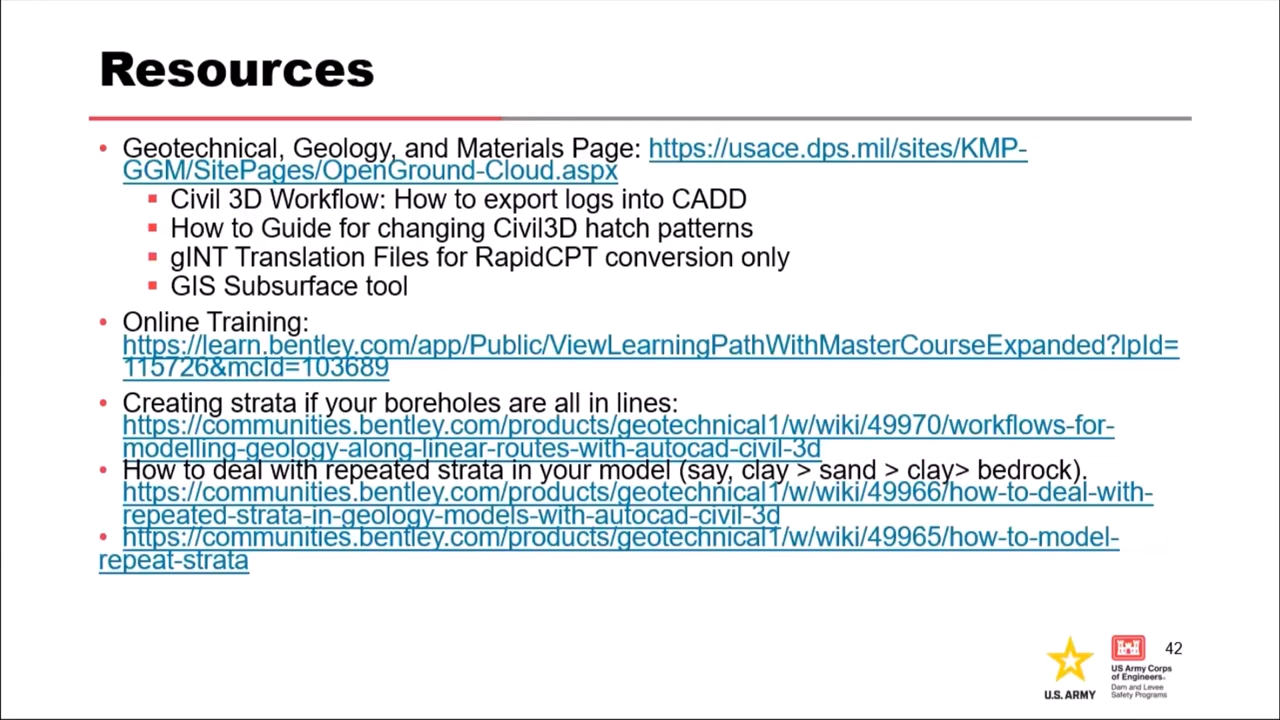 Resources
• Geotechnical, Geology, and Materials Page: https://usace.dps.mil/sites/KMP-
GGM/SitePages/OpenGround-Cloud.aspx
▪ Civil 3D Workflow: How to export logs into CADD
▪ How to Guide for changing Civil3D hatch patterns
▪ gINT Translation Files for RapidCPT conversion only
▪ GIS Subsurface tool
• Online Training:
https://learn.bentley.com/app/Public/ViewLearningPathWithMasterCourseExpanded?lpId=
115726&mcId=103689
• Creating strata if your boreholes are all in lines:
https://communities.bentley.com/products/geotechnical1/w/wiki/49970/workflows-for-
modelling-geology-along-linear-routes-with-autocad-civil-3d
• How to deal with repeated strata in your model (say, clay > sand > clay> bedrock).
https://communities.bentley.com/products/geotechnical1/w/wiki/49966/how-to-deal-with-
repeated-strata-in-geology-models-with-autocad-civil-3d
• https://communities.bentley.com/products/geotechnical1/w/wiki/49965/how-to-model-
repeat-strata
42
U.S. ARMY
US Army Corps
of Engineers.
Dam and Levee
Safety Programs